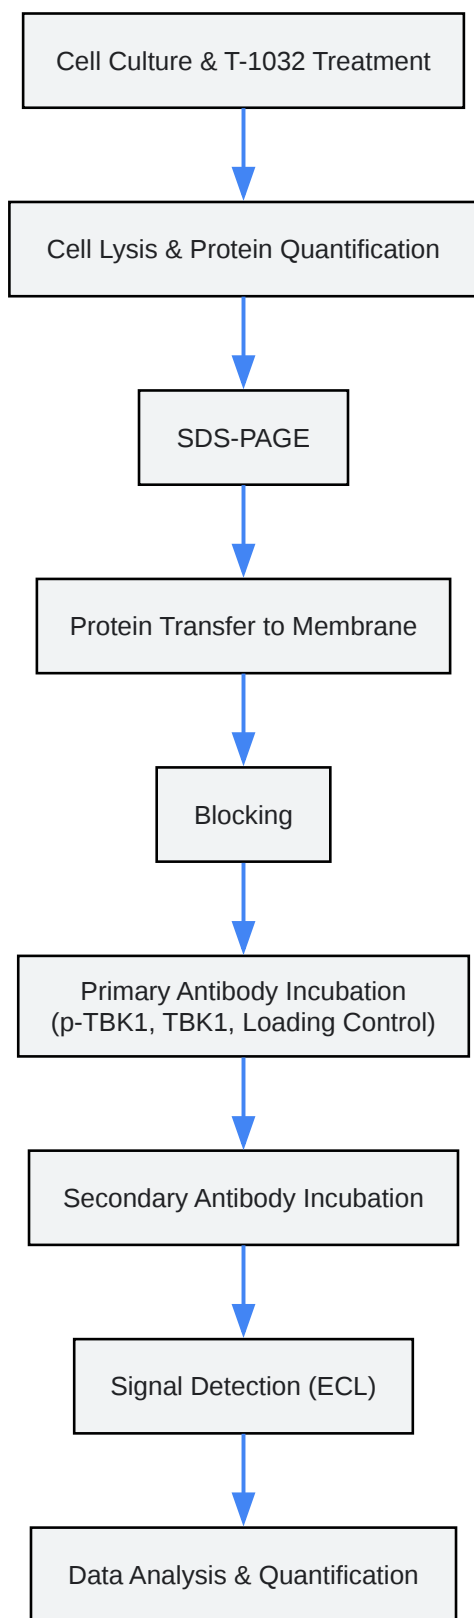 Cell Culture & T-1032 Treatment
Cell Lysis & Protein Quantification
SDS-PAGE
Protein Transfer to Membrane
Blocking
Primary Antibody Incubation
(p-TBK1, TBK1, Loading Control)
Secondary Antibody Incubation
Signal Detection (ECL)
Data Analysis & Quantification